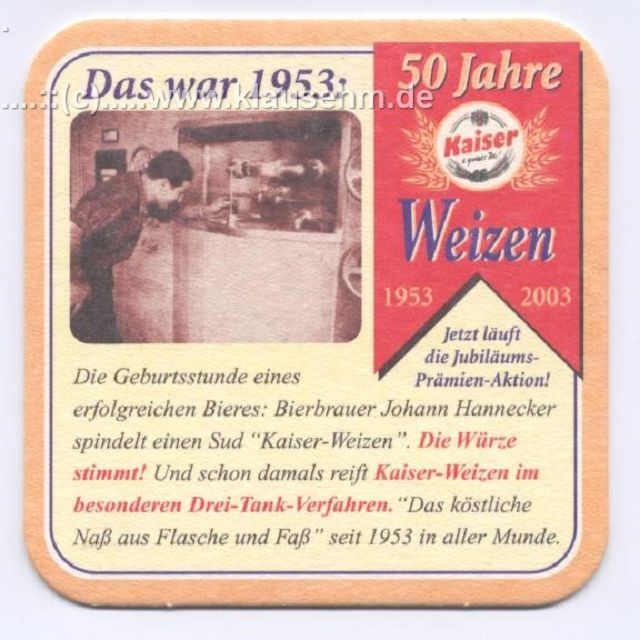 Das war 1953:
.....::(c).....www.klausehm.de
50 Jahre
Kaiser
Weizen
1953 2003
Jetzt läuft
die Jubiläums-
Prämien-Aktion!
Die Geburtsstunde eines
erfolgreichen Bieres: Bierbrauer Johann Hannecker
spindelt einen Sud “Kaiser-Weizen”. Die Würze
stimmt! Und schon damals reift Kaiser-Weizen im
besonderen Drei-Tank-Verfahren. “Das köstliche
Naß aus Flasche und Faß” seit 1953 in aller Munde.